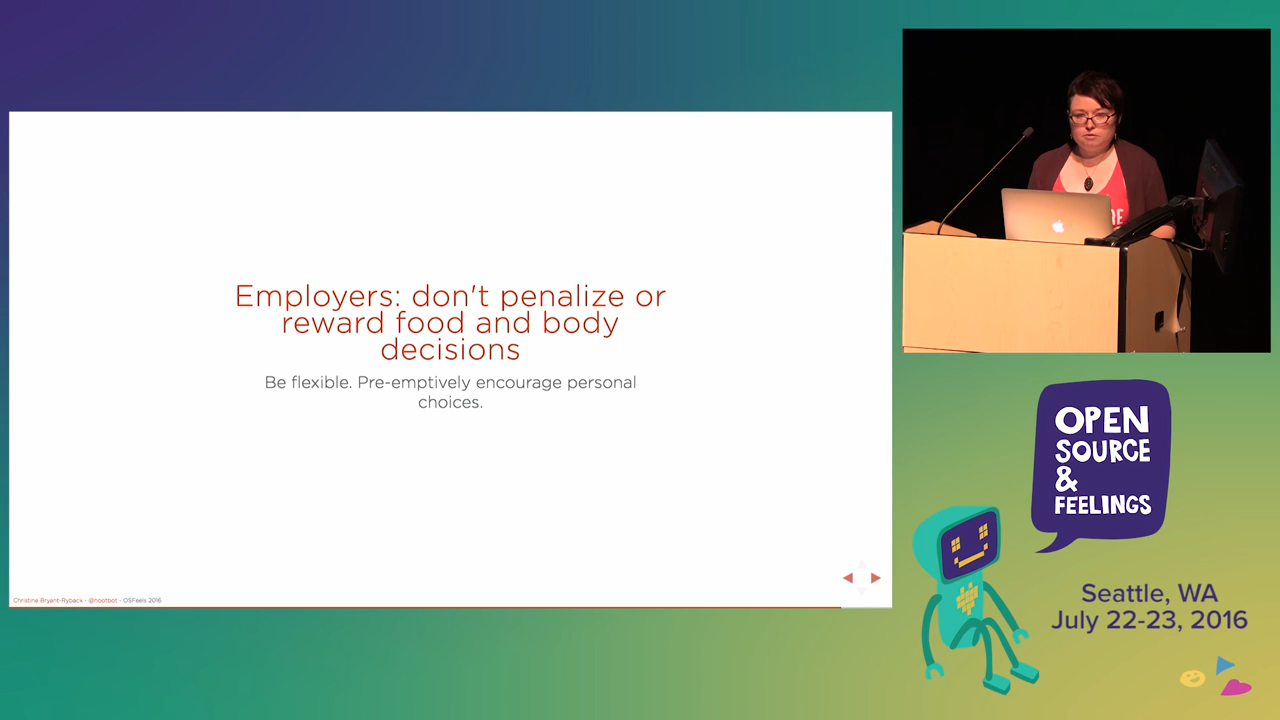 Employers: don't penalize or
reward food and body
decisions
Be flexible. Pre-emptively encourage personal
choices.
Christine Bryant-Ryback - @hootbot - OSFeels 2016
OPEN
SOURCE
&
FEELINGS
Seattle, WA
July 22-23, 2016